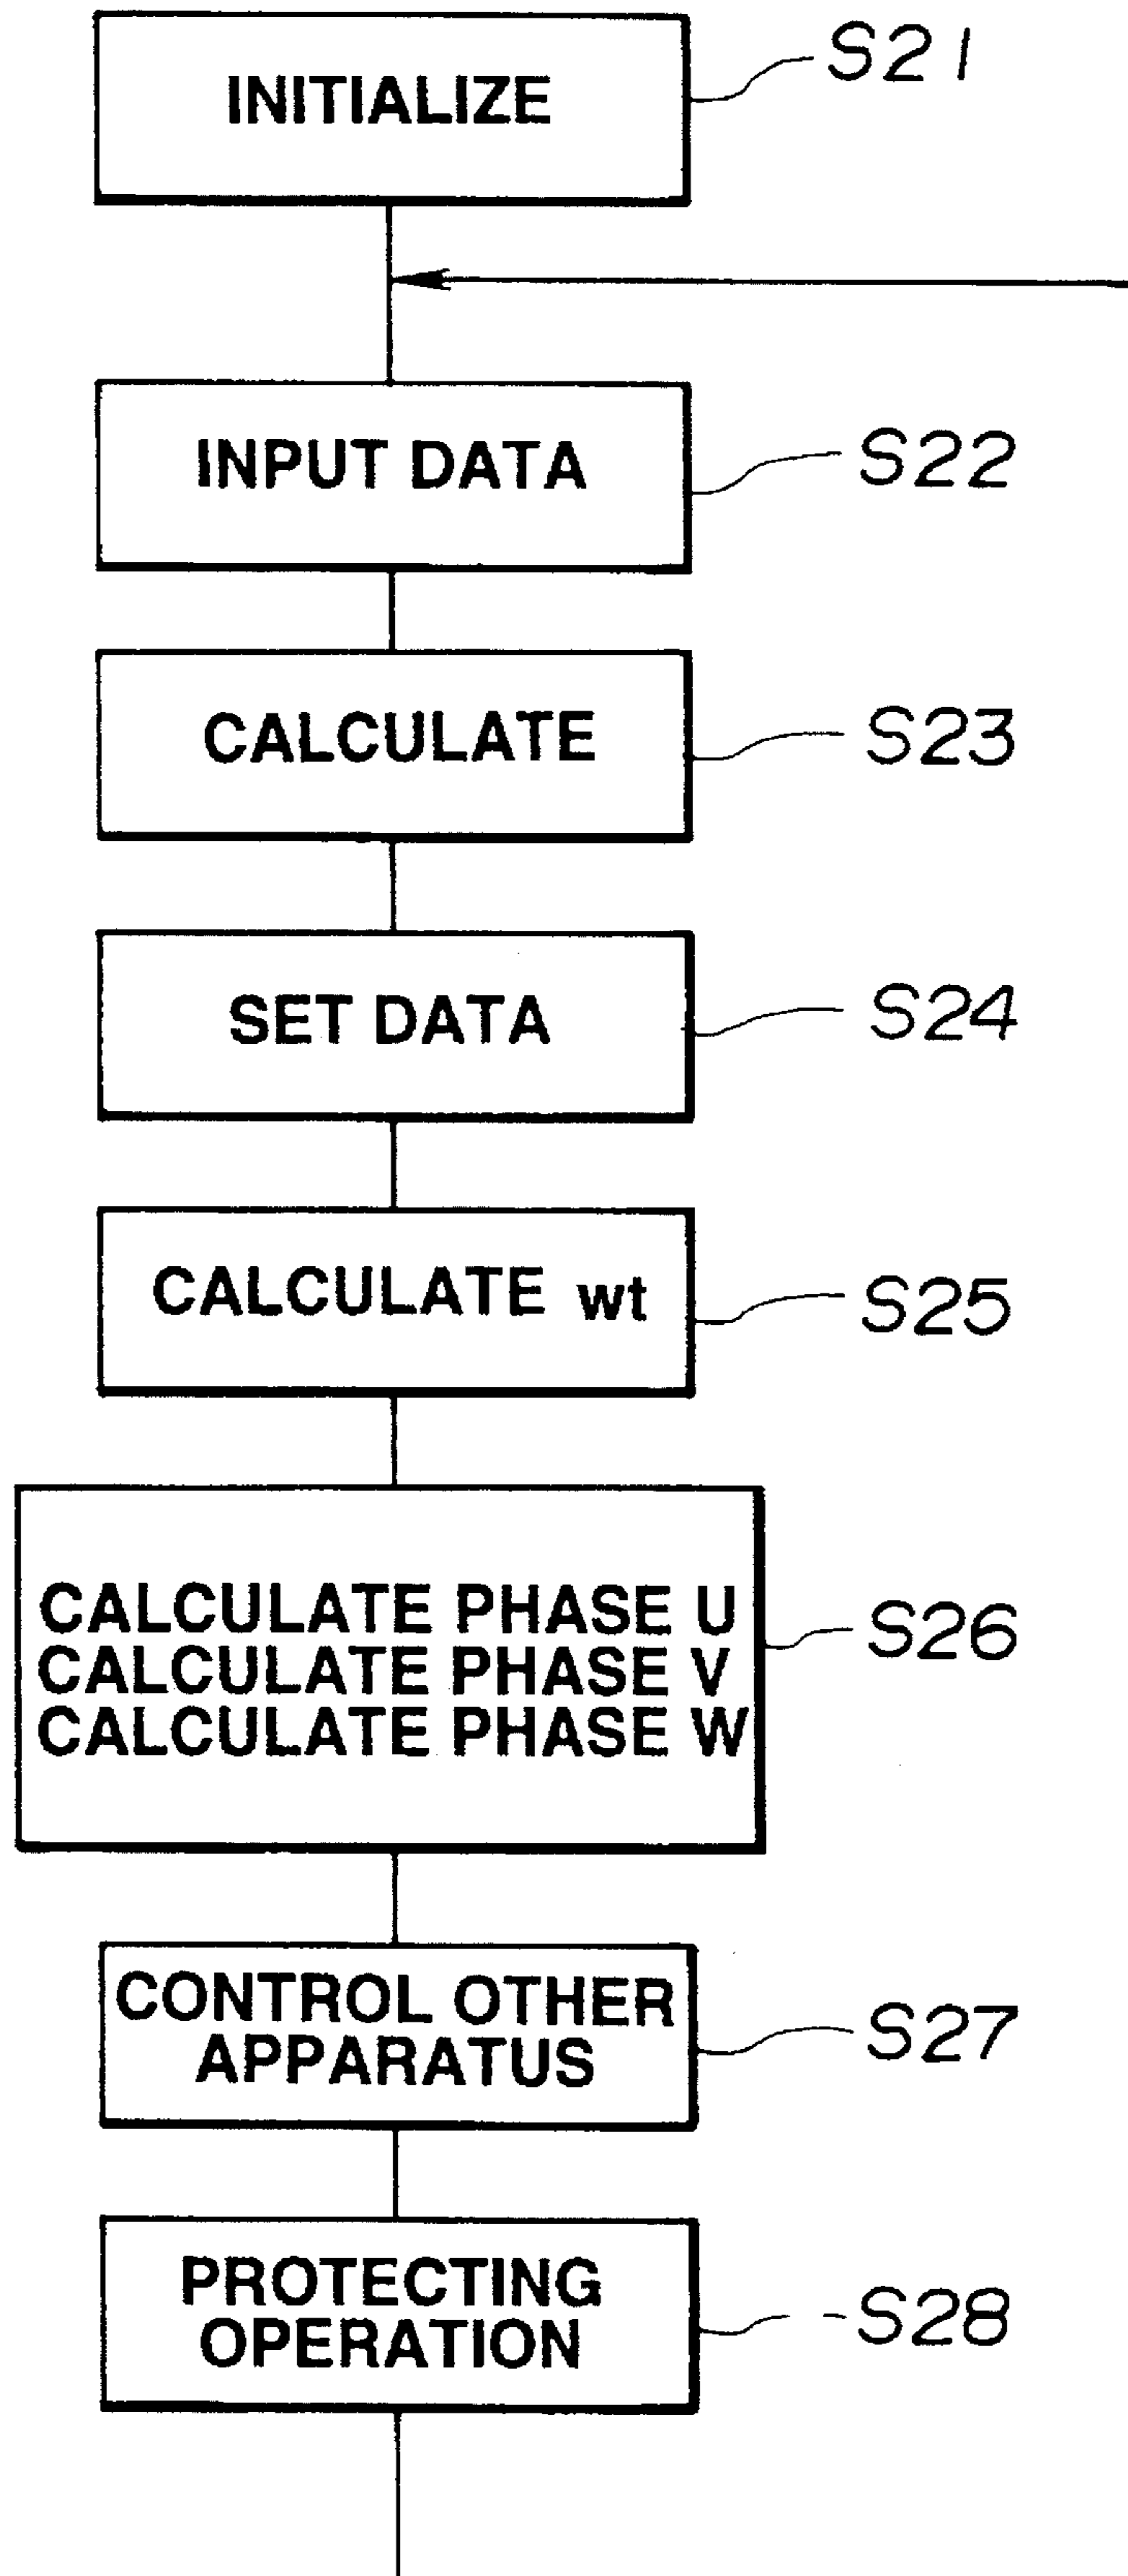 INITIALIZE
S21
INPUT DATA
S22
CALCULATE
S23
SET DATA
S24
CALCULATE wt
S25
CALCULATE PHASE U
CALCULATE PHASE V
CALCULATE PHASE W
S26
CONTROL OTHER
APPARATUS
S27
PROTECTING
OPERATION
S28